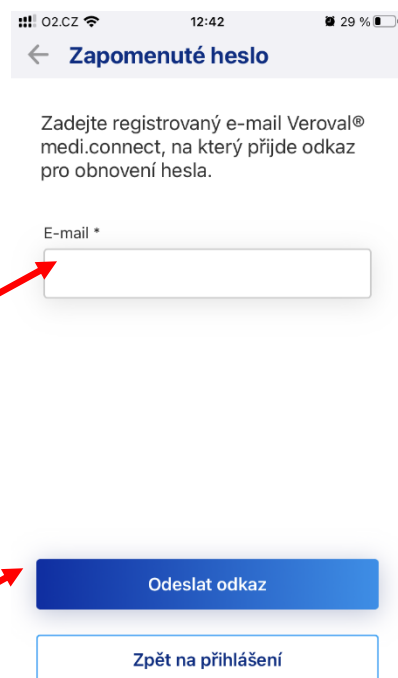 O2.CZ 12:42 29 %
Zapomenuté heslo
Zadejte registrovaný e-mail Veroval®
medi.connect, na který přijde odkaz
pro obnovení hesla.
E-mail *
Odeslat odkaz
Zpět na přihlášení